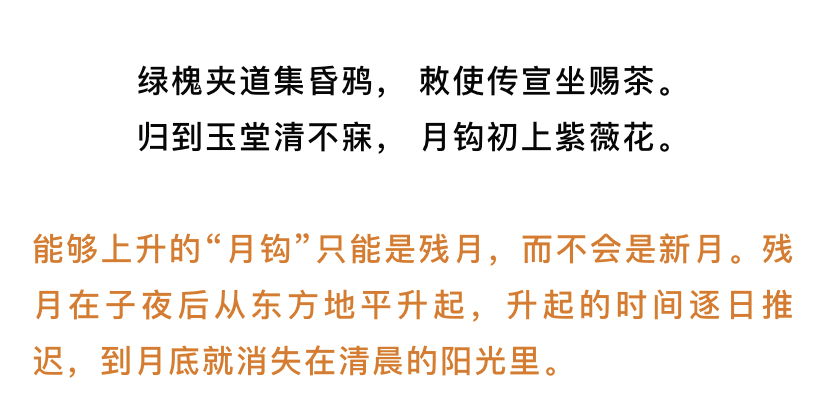 绿槐夹道集昏鸦， 敕使传宣坐赐茶。
归到玉堂清不寐， 月钩初上紫薇花。
能够上升的“月钩”只能是残月，而不会是新月。残
月在子夜后从东方地平升起，升起的时间逐日推
迟，到月底就消失在清晨的阳光里。